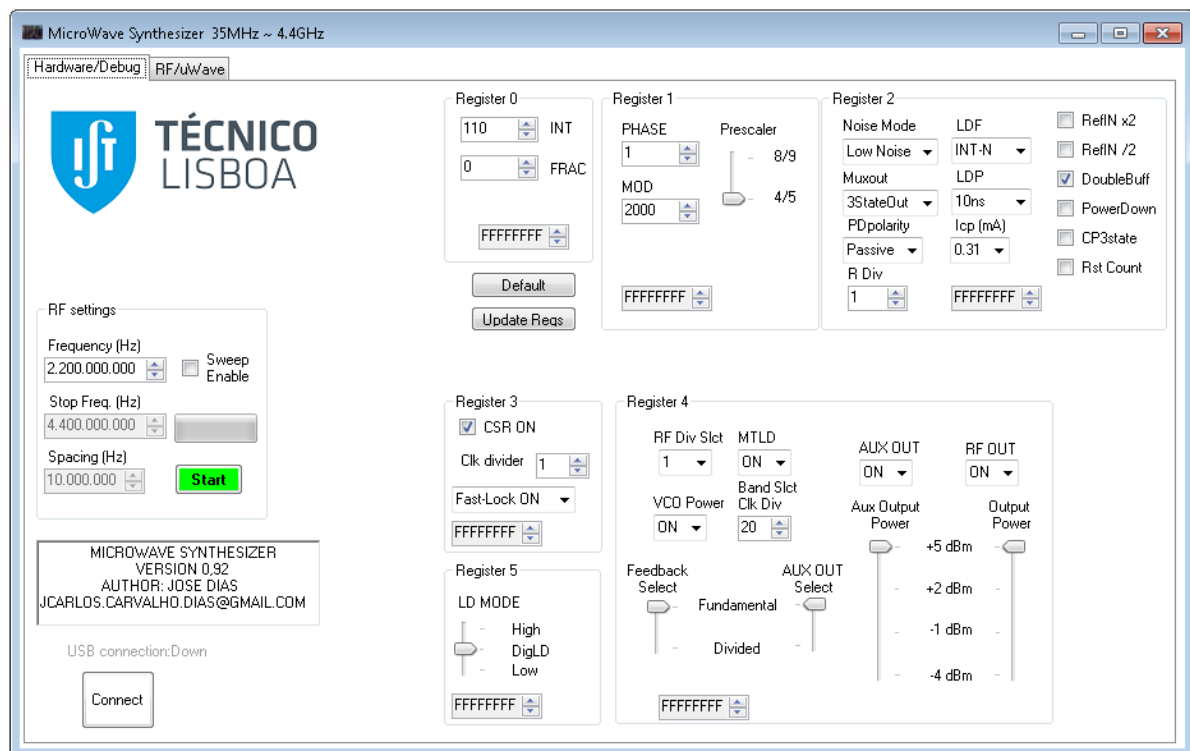 MicroWave Synthesizer 35MHz ~ 4.4GHz
Hardware/Debug RF/uWave
TÉCNICO
LISBOA
RF settings
Frequency (Hz)
2.200.000.000
Sweep
Enable
Stop Freq. (Hz)
4.400.000.000
Spacing (Hz)
10.000.000
Start
MICROWAVE SYNTHESIZER
VERSION 0,92
AUTHOR: JOSE DIAS
JCARLOS.CARVALHO.DIAS@GMAIL.COM
USB connection:Down
Connect
Register 0
110 INT
0 FRAC
FFFFFFFF
Default
Update Regs
Register 1
PHASE
1
MOD
2000
Prescaler
8/9
4/5
FFFFFFFF
Register 2
Noise Mode
Low Noise
LDF
INT-N
Muxout
3StateOut
LDP
10ns
PDpolarity
Passive
Icp (mA)
0.31
R Div
1
FFFFFFFF
RefIN x2
RefIN /2
DoubleBuff
PowerDown
CP3state
Rst Count
Register 3
CSR ON
Clk divider 1
Fast-Lock ON
FFFFFFFF
Register 5
LD MODE
High
DigLD
Low
FFFFFFFF
Register 4
RF Div Slct
1
MTLD
ON
VCO Power
ON
Band Slct
Clk Div
20
AUX OUT
ON
RF OUT
ON
Feedback
Select
AUX OUT
Select
Fundamental
Divided
Aux Output
Power
Output
Power
+5 dBm
+2 dBm
-1 dBm
-4 dBm
FFFFFFFF